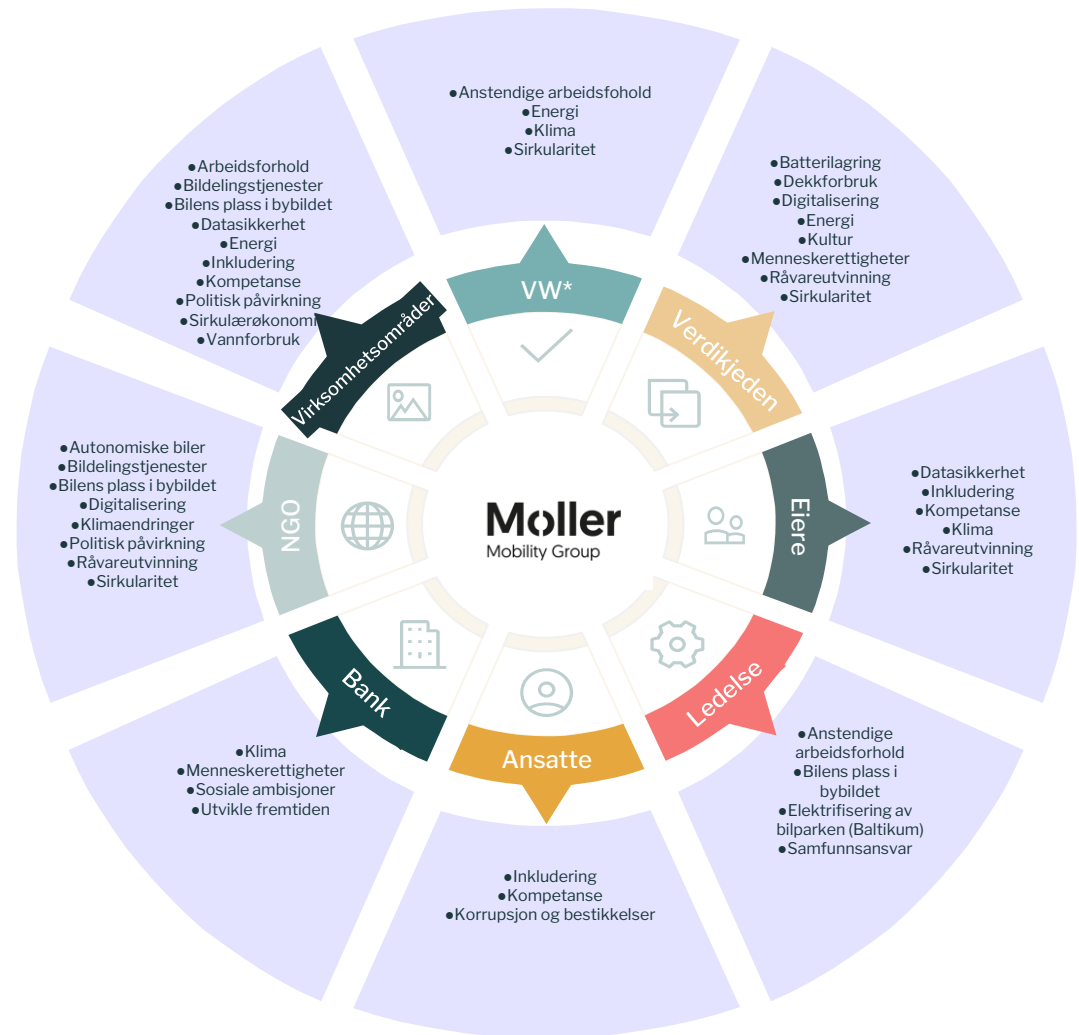 ●Anstendige arbeidsfohold
●Energi
●Klima
●Sirkularitet
VW*
●Batterilagring
●Dekkforbruk
●Digitalisering
●Energi
●Kultur
●Menneskerettigheter
●Råvareutvinning
●Sirkularitet
Verdikjeden
●Datasikkerhet
●Inkludering
●Kompetanse
●Klima
●Råvareutvinning
●Sirkularitet
Eiere
●Anstendige
arbeidsforhold
●Bilens plass i
bybildet
●Elektrifisering av
bilparken (Baltikum)
●Samfunnsansvar
Ledelse
●Inkludering
●Kompetanse
●Korrupsjon og bestikkelser
Ansatte
●Klima
●Menneskerettigheter
●Sosiale ambisjoner
●Utvikle fremtiden
Bank
●Autonomiske biler
●Bildelingstjenester
●Bilens plass i bybildet
●Digitalisering
●Klimaendringer
●Politisk påvirkning
●Råvareutvinning
●Sirkularitet
NGO
●Arbeidsforhold
●Bildelingstjenester
●Bilens plass i bybildet
●Datasikkerhet
●Energi
●Inkludering
●Kompetanse
●Politisk påvirkning
●Sirkulærøkonomi
●Vannforbruk
Virksomhetsområder
Møller
Mobility Group